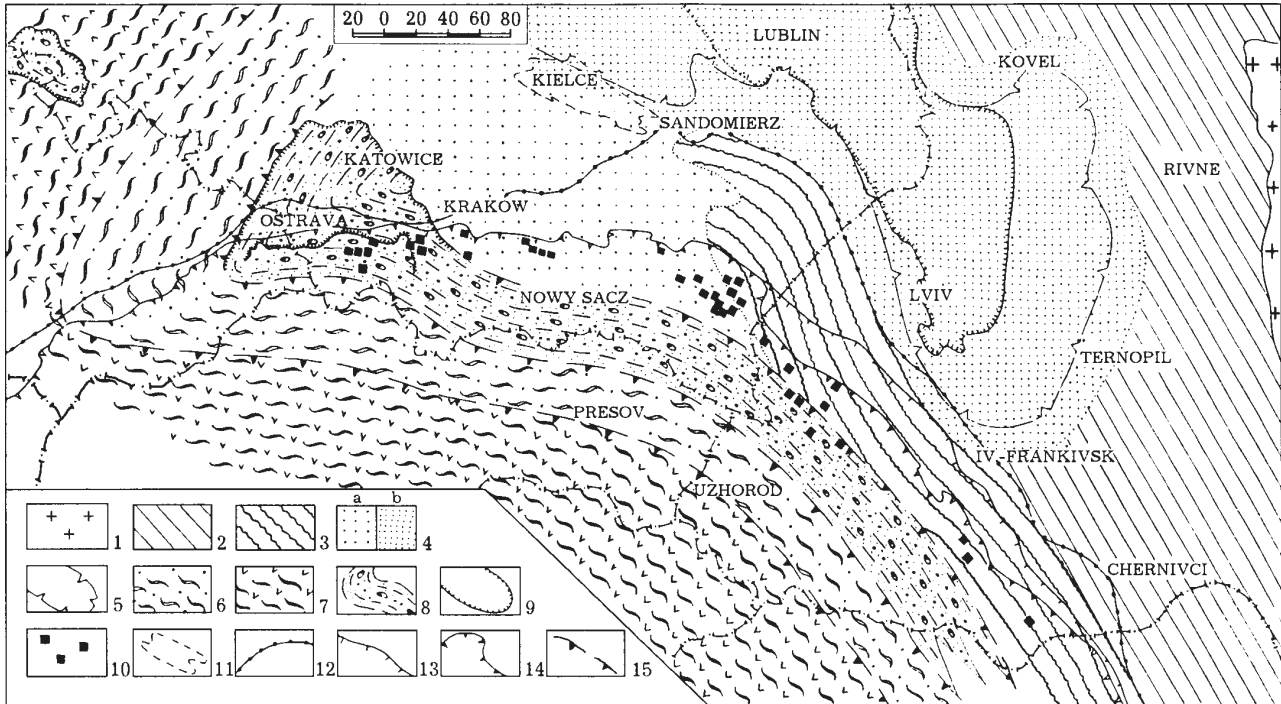 20 0 20 40 60 80
LUBLIN
KOVEL
KIELCE
SANDOMIERZ
KATOWICE
RIVNE
KRAKÓW
OSTRAVA
NOWY SACZ
LVIV
TERNOPIL
PRESOV
IV.-FRANKIVSK
UZHOROD
CHERNIVCI
a b
1 2 3 4
5 6 7 8 9
10 11 12 13 14 15